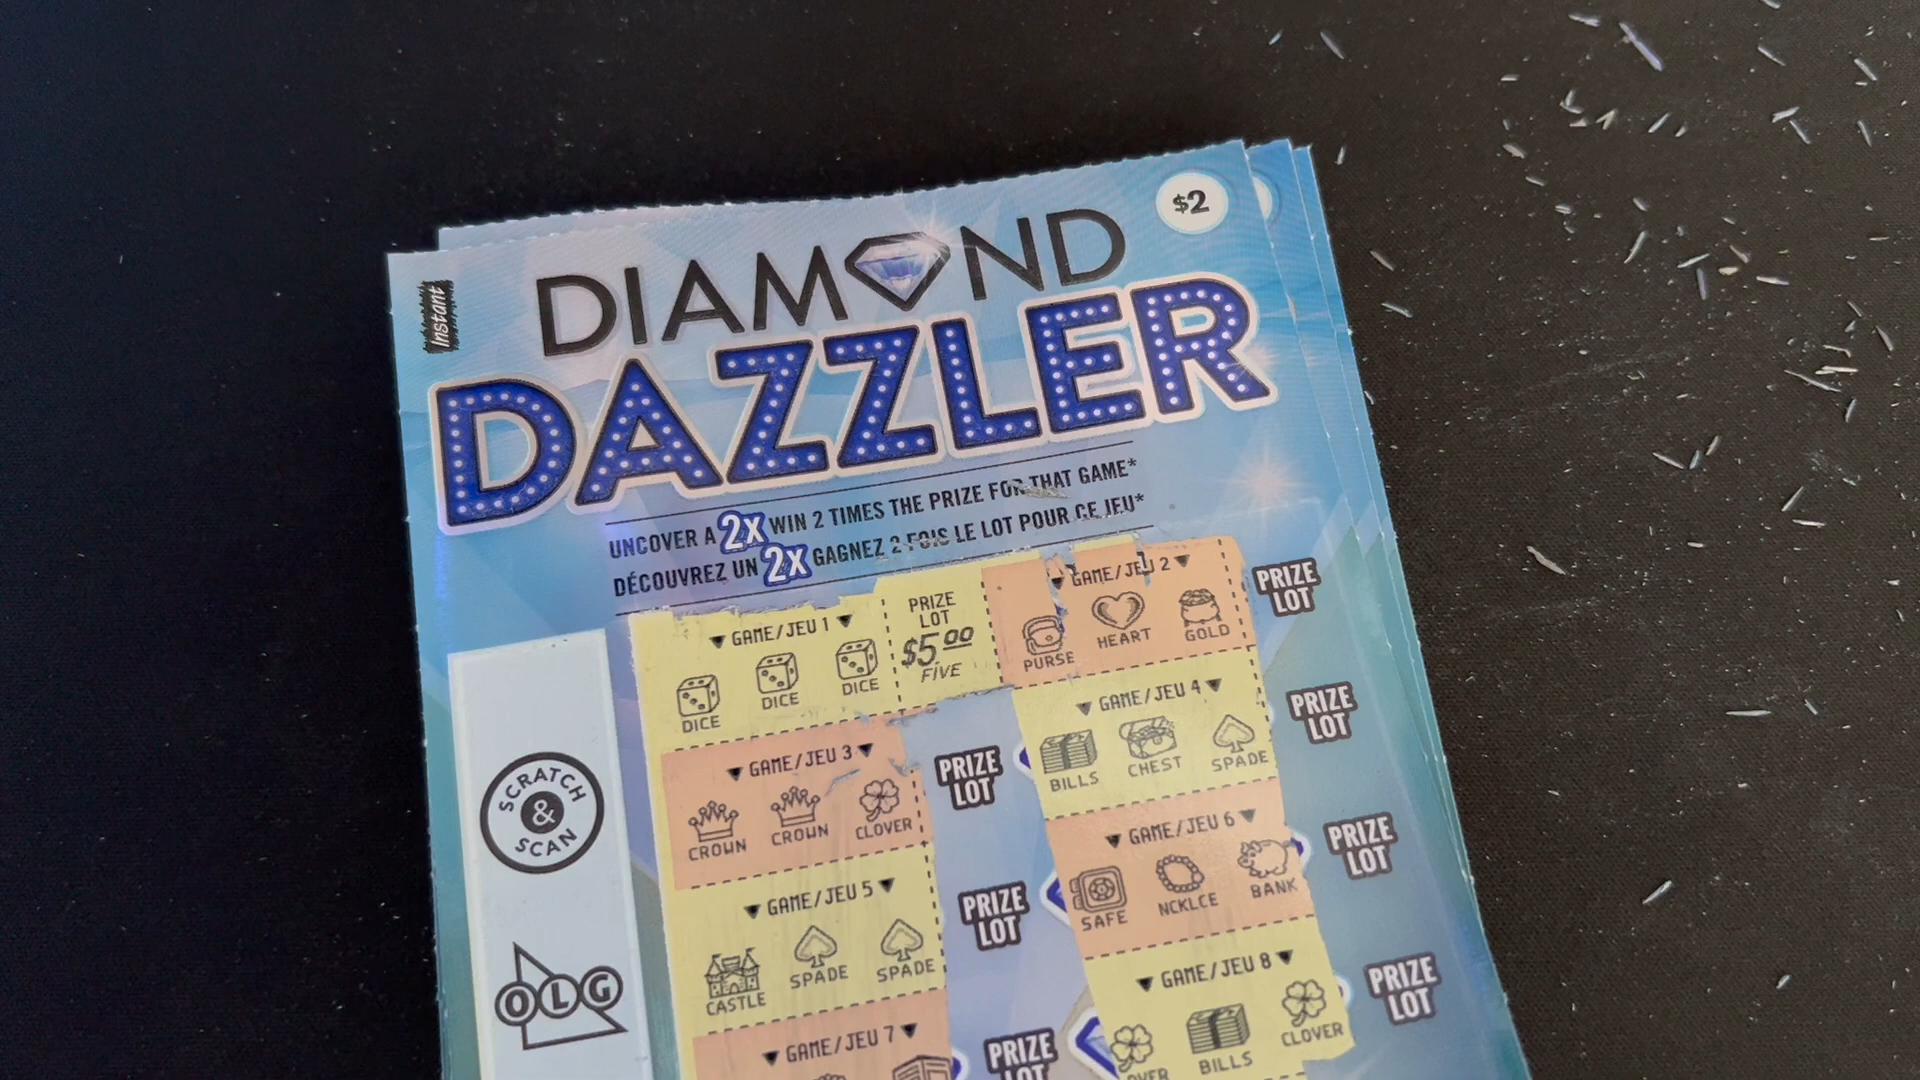 $2
Instant
DIAMOND
DAZZLER
UNCOVER A 2X WIN 2 TIMES THE PRIZE FOR THAT GAME*
DÉCOUVREZ UN 2X GAGNEZ 2 FOIS LE LOT POUR CE JEU*
GAME/JEU 1
DICE DICE DICE
PRIZE
LOT
$5.00
FIVE
GAME/JEU 2
PURSE HEART GOLD
PRIZE
LOT
GAME/JEU 3
CROWN CROWN CLOVER
PRIZE
LOT
GAME/JEU 4
BILLS CHEST SPADE
PRIZE
LOT
GAME/JEU 5
CASTLE SPADE SPADE
PRIZE
LOT
GAME/JEU 6
SAFE NCKLCE BANK
PRIZE
LOT
GAME/JEU 7
PRIZE
LOT
GAME/JEU 8
BILLS CLOVER
PRIZE
LOT
SCRATCH
&
SCAN
OLG